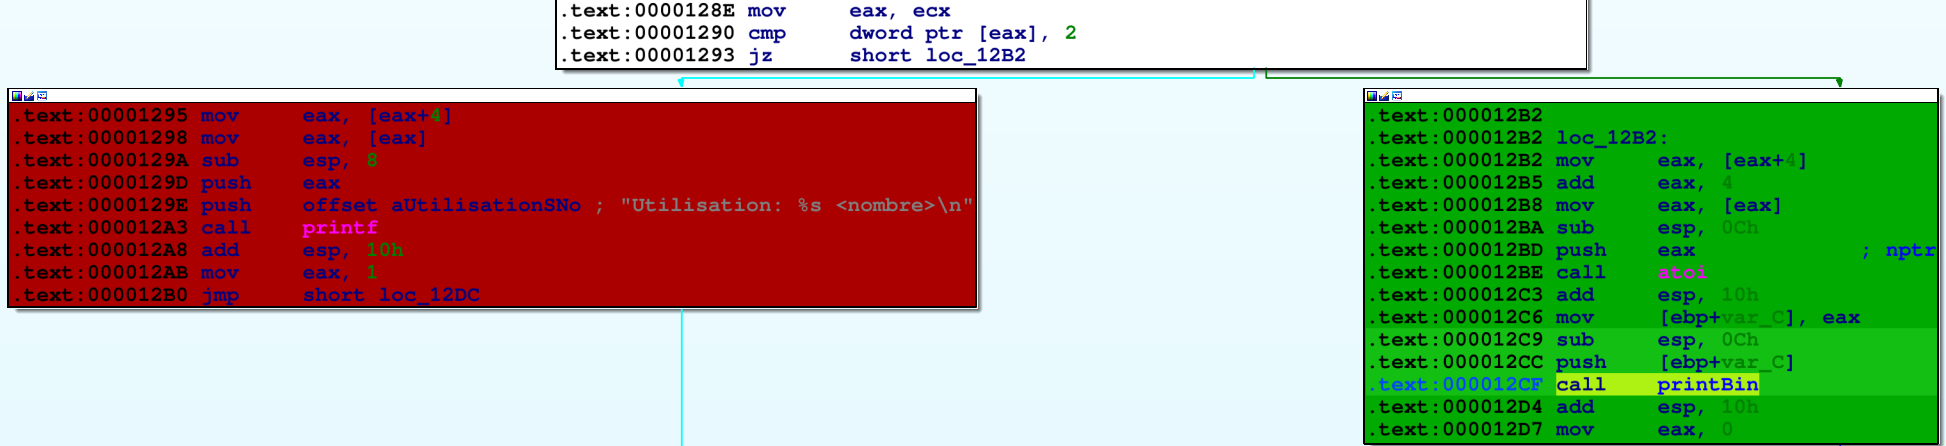 .text:0000128E mov eax, ecx
.text:00001290 cmp dword ptr [eax], 2
.text:00001293 jz short loc_12B2
.text:00001295 mov eax, [eax+4]
.text:00001298 mov eax, [eax]
.text:0000129A sub esp, 8
.text:0000129D push eax
.text:0000129E push offset aUtilisationSNo ; "Utilisation: %s <nombre>\n"
.text:000012A3 call printf
.text:000012A8 add esp, 10h
.text:000012AB mov eax, 1
.text:000012B0 jmp short loc_12DC
.text:000012B2
.text:000012B2 loc_12B2:
.text:000012B2 mov eax, [eax+4]
.text:000012B5 add eax, 4
.text:000012B8 mov eax, [eax]
.text:000012BA sub esp, 0Ch
.text:000012BD push eax ; nptr
.text:000012BE call atoi
.text:000012C3 add esp, 10h
.text:000012C6 mov [ebp+var_C], eax
.text:000012C9 sub esp, 0Ch
.text:000012CC push [ebp+var_C]
.text:000012CF call printBin
.text:000012D4 add esp, 10h
.text:000012D7 mov eax, 0